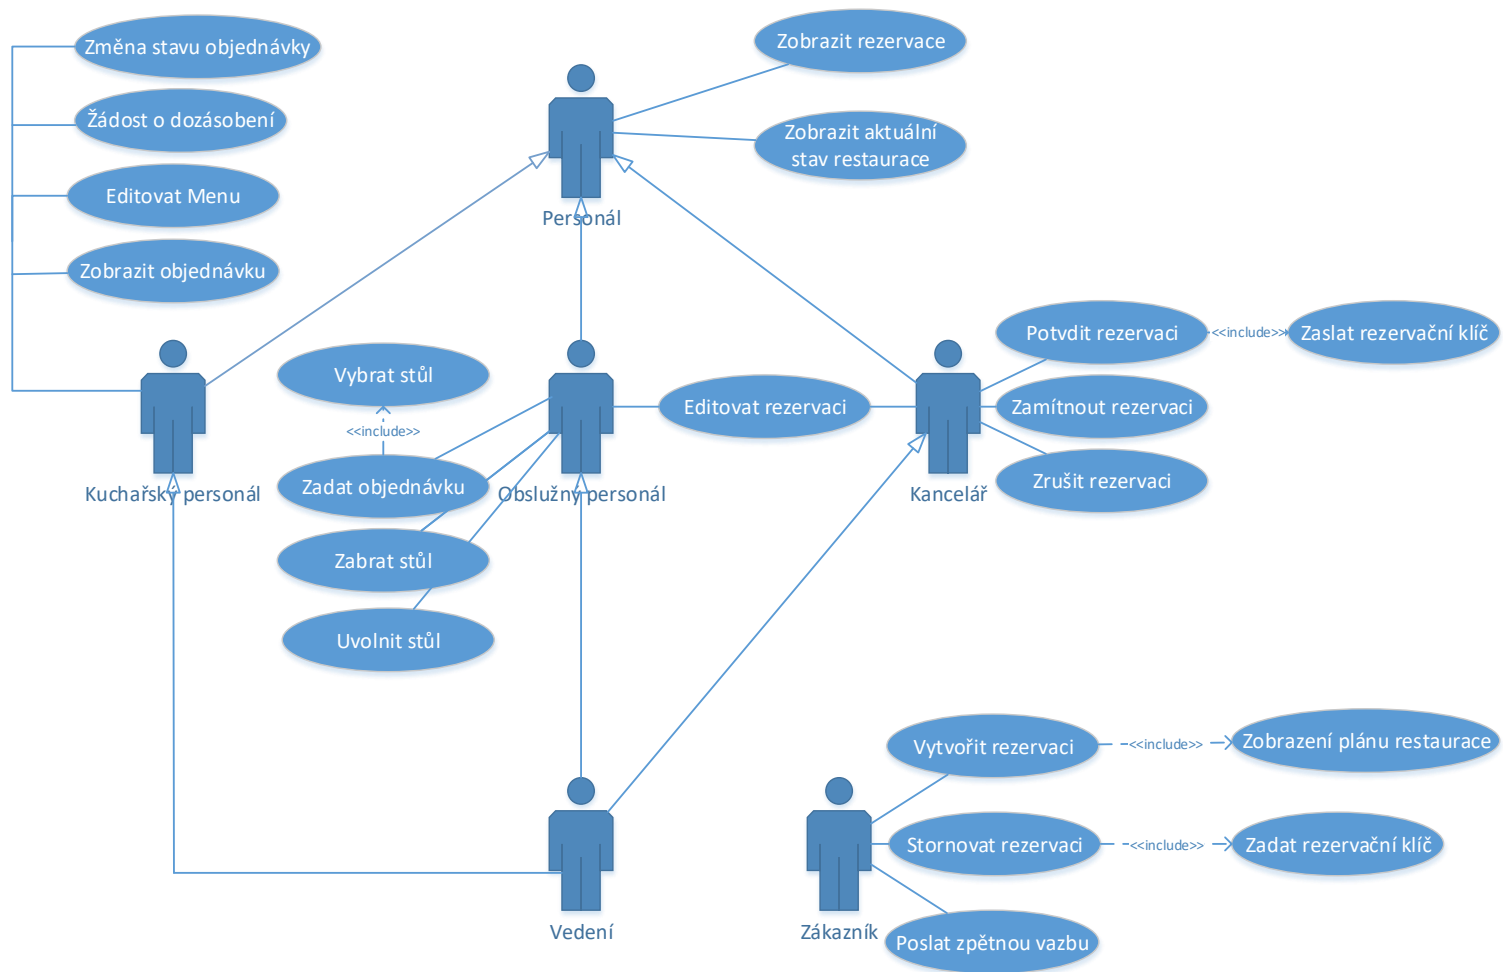 Změna stavu objednávky
Zobrazit rezervace
Žádost o dozásobení
Zobrazit aktuální
stav restaurace
Editovat Menu
Personál
Zobrazit objednávku
Potvdit rezervaci
<<include>>
Zaslat rezervační klíč
Vybrat stůl
Editovat rezervaci
Zamítnout rezervaci
<<include>>
Zadat objednávku
Zrušit rezervaci
Kuchařský personál
Obslužný personál
Kancelář
Zabrat stůl
Uvolnit stůl
Vytvořit rezervaci
<<include>>
Zobrazení plánu restaurace
Stornovat rezervaci
<<include>>
Zadat rezervační klíč
Vedení
Zákazník
Poslat zpětnou vazbu